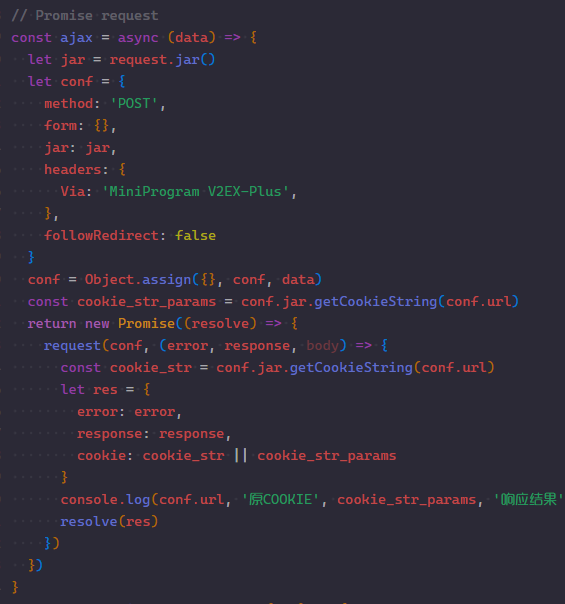 // Promise request
const ajax = async (data) => {
  let jar = request.jar()
  let conf = {
    method: 'POST',
    form: {},
    jar: jar,
    headers: {
      Via: 'MiniProgram V2EX-Plus',
    },
    followRedirect: false
  }
  conf = Object.assign({}, conf, data)
  const cookie_str_params = conf.jar.getCookieString(conf.url)
  return new Promise((resolve) => {
    request(conf, (error, response, body) => {
      const cookie_str = conf.jar.getCookieString(conf.url)
      let res = {
        error: error,
        response: response,
        cookie: cookie_str || cookie_str_params
      }
      console.log(conf.url, '原COOKIE', cookie_str_params, '响应结果'
      resolve(res)
    })
  })
}